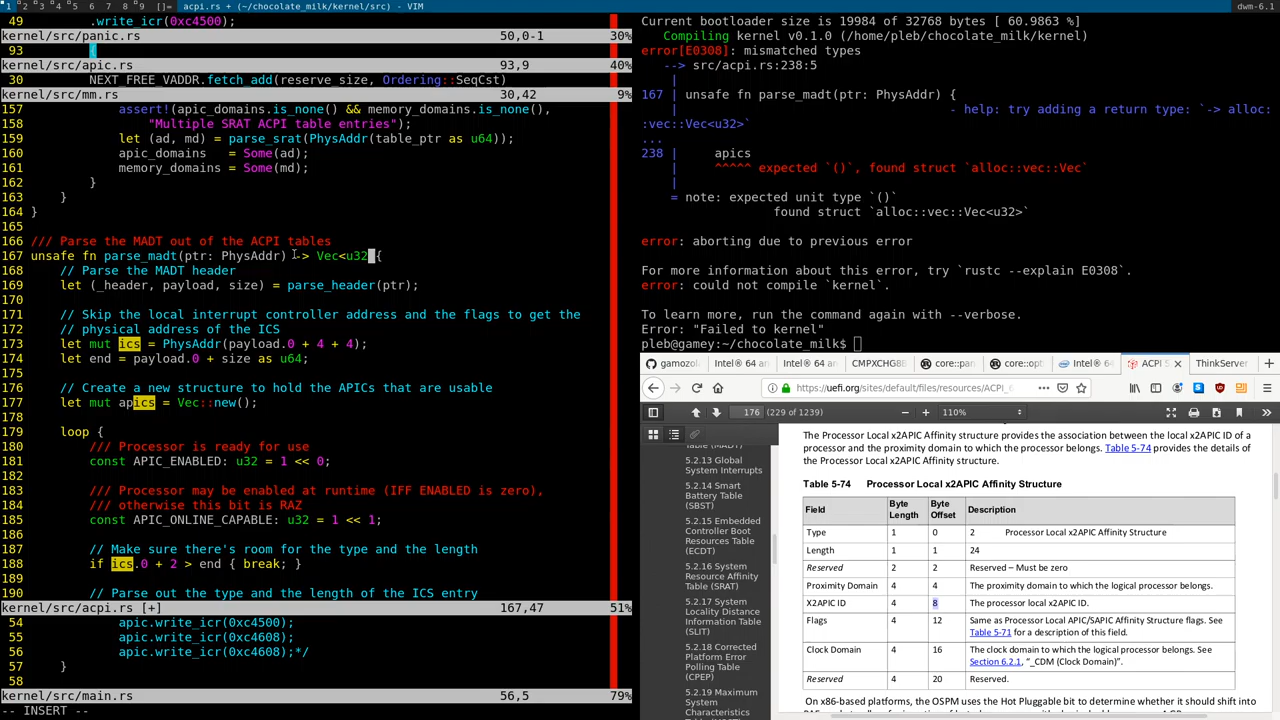 1 2 3 4 5 6 7 8 9 []= acpi.rs + (~/chocolate_milk/kernel/src) - VIM
dwm-6.1
49 .write_icr(0xc4500);
kernel/src/panic.rs 50,0-1 30%
93 {
kernel/src/apic.rs 93,9 40%
30 NEXT_FREE_VADDR.fetch_add(reserve_size, Ordering::SeqCst)
kernel/src/mm.rs 30,42 9%
157 assert!(apic_domains.is_none() && memory_domains.is_none(),
158 "Multiple SRAT ACPI table entries");
159 let (ad, md) = parse_srat(PhysAddr(table_ptr as u64));
160 apic_domains   = Some(ad);
161 memory_domains = Some(md);
162 }
163 }
164 }
165
166 /// Parse the MADT out of the ACPI tables
167 unsafe fn parse_madt(ptr: PhysAddr) -> Vec<u32 {
168 // Parse the MADT header
169 let (_header, payload, size) = parse_header(ptr);
170
171 // Skip the local interrupt controller address and the flags to get the
172 // physical address of the ICS
173 let mut ics = PhysAddr(payload.0 + 4 + 4);
174 let end = payload.0 + size as u64;
175
176 // Create a new structure to hold the APICs that are usable
177 let mut apics = Vec::new();
178
179 loop {
180 /// Processor is ready for use
181 const APIC_ENABLED: u32 = 1 << 0;
182
183 /// Processor may be enabled at runtime (IFF ENABLED is zero),
184 /// otherwise this bit is RAZ
185 const APIC_ONLINE_CAPABLE: u32 = 1 << 1;
186
187 // Make sure there's room for the type and the length
188 if ics.0 + 2 > end { break; }
189
190 // Parse out the type and the length of the ICS entry
kernel/src/acpi.rs [+] 167,47 51%
54 apic.write_icr(0xc4500);
55 apic.write_icr(0xc4608);
56 apic.write_icr(0xc4608);*/
57 }
58
kernel/src/main.rs 56,5 79%
-- INSERT --
Current bootloader size is 19984 of 32768 bytes [ 60.9863 %]
Compiling kernel v0.1.0 (/home/pleb/chocolate_milk/kernel)
error[E0308]: mismatched types
--> src/acpi.rs:238:5
|
167 | unsafe fn parse_madt(ptr: PhysAddr) {
| - help: try adding a return type: `-> alloc:
:vec::Vec<u32>`
...
238 | apics
| ^^^^^ expected `()`, found struct `alloc::vec::Vec`
|
= note: expected unit type `()`
found struct `alloc::vec::Vec<u32>`
error: aborting due to previous error
For more information about this error, try `rustc --explain E0308`.
error: could not compile `kernel`.
To learn more, run the command again with --verbose.
Error: "Failed to kernel"
pleb@gamey:~/chocolate_milk$
gamozol Intel® 64 an Intel® 64 an CMPXCHG8B core::pan core::opt Intel® 64 ACPI S ThinkServer
https://uefi.org/sites/default/files/resources/ACPI_6
176 (229 of 1239) 110%
Table (MADT)
5.2.13 Global
System Interrupts
5.2.14 Smart
Battery Table
(SBST)
5.2.15 Embedded
Controller Boot
Resources Table
(ECDT)
5.2.16 System
Resource Affinity
Table (SRAT)
5.2.17 System
Locality Distance
Information Table
(SLIT)
5.2.18 Corrected
Platform Error
Polling Table
(CPEP)
5.2.19 Maximum
System
Characteristics
The Processor Local x2APIC Affinity structure provides the association between the local x2APIC ID of a
processor and the proximity domain to which the processor belongs. Table 5-74 provides the details of
the Processor Local x2APIC Affinity structure.
Table 5-74 Processor Local x2APIC Affinity Structure
Field Byte Length Byte Offset Description
Type 1 0 2 Processor Local x2APIC Affinity Structure
Length 1 1 24
Reserved 2 2 Reserved – Must be zero
Proximity Domain 4 4 The proximity domain to which the logical processor belongs.
X2APIC ID 4 8 The processor local x2APIC ID.
Flags 4 12 Same as Processor Local APIC/SAPIC Affinity Structure flags. See
Table 5-71 for a description of this field.
Clock Domain 4 16 The clock domain to which the logical processor belongs. See
Section 6.2.1, "_CDM (Clock Domain)".
Reserved 4 20 Reserved.
On x86-based platforms, the OSPM uses the Hot Pluggable bit to determine whether it should shift into